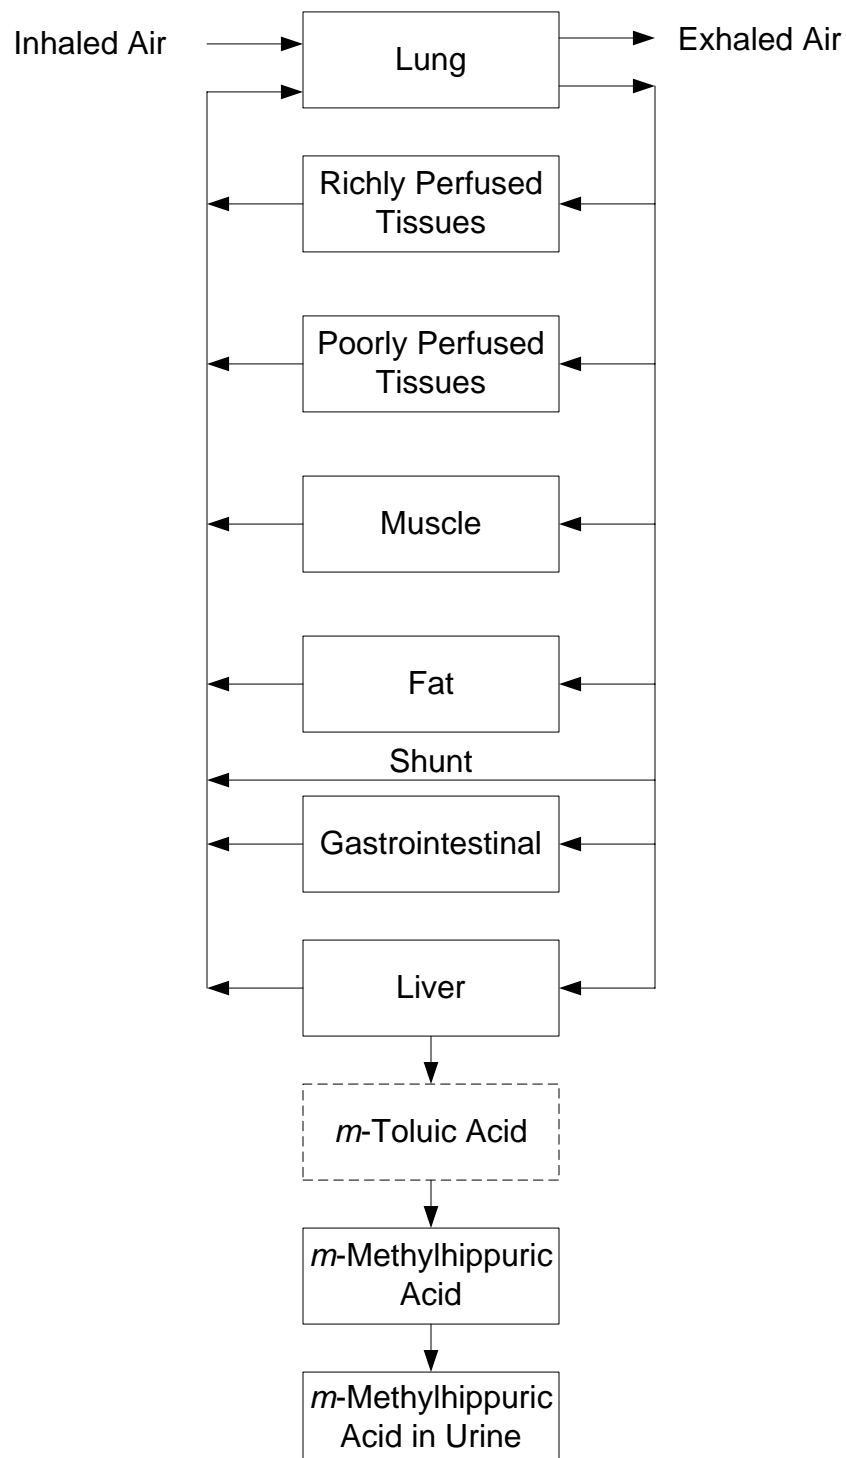 Inhaled Air
Lung
Exhaled Air
Richly Perfused
Tissues
Poorly Perfused
Tissues
Muscle
Fat
Shunt
Gastrointestinal
Liver
m-Toluic Acid
m-Methylhippuric
Acid
m-Methylhippuric
Acid in Urine